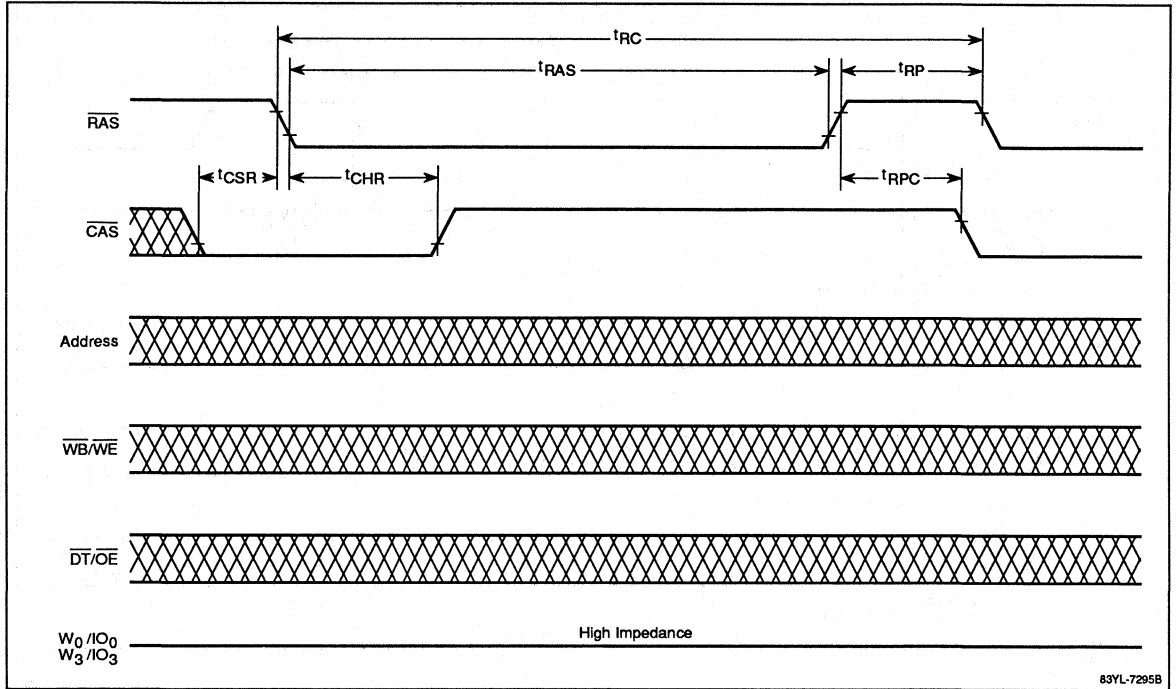 tRC
tRAS
tRP
RAS
tCSR
tCHR
tRPC
CAS
Address
WB/WE
DT/OE
W0/IO0
W3/IO3
High Impedance
83YL-7295B